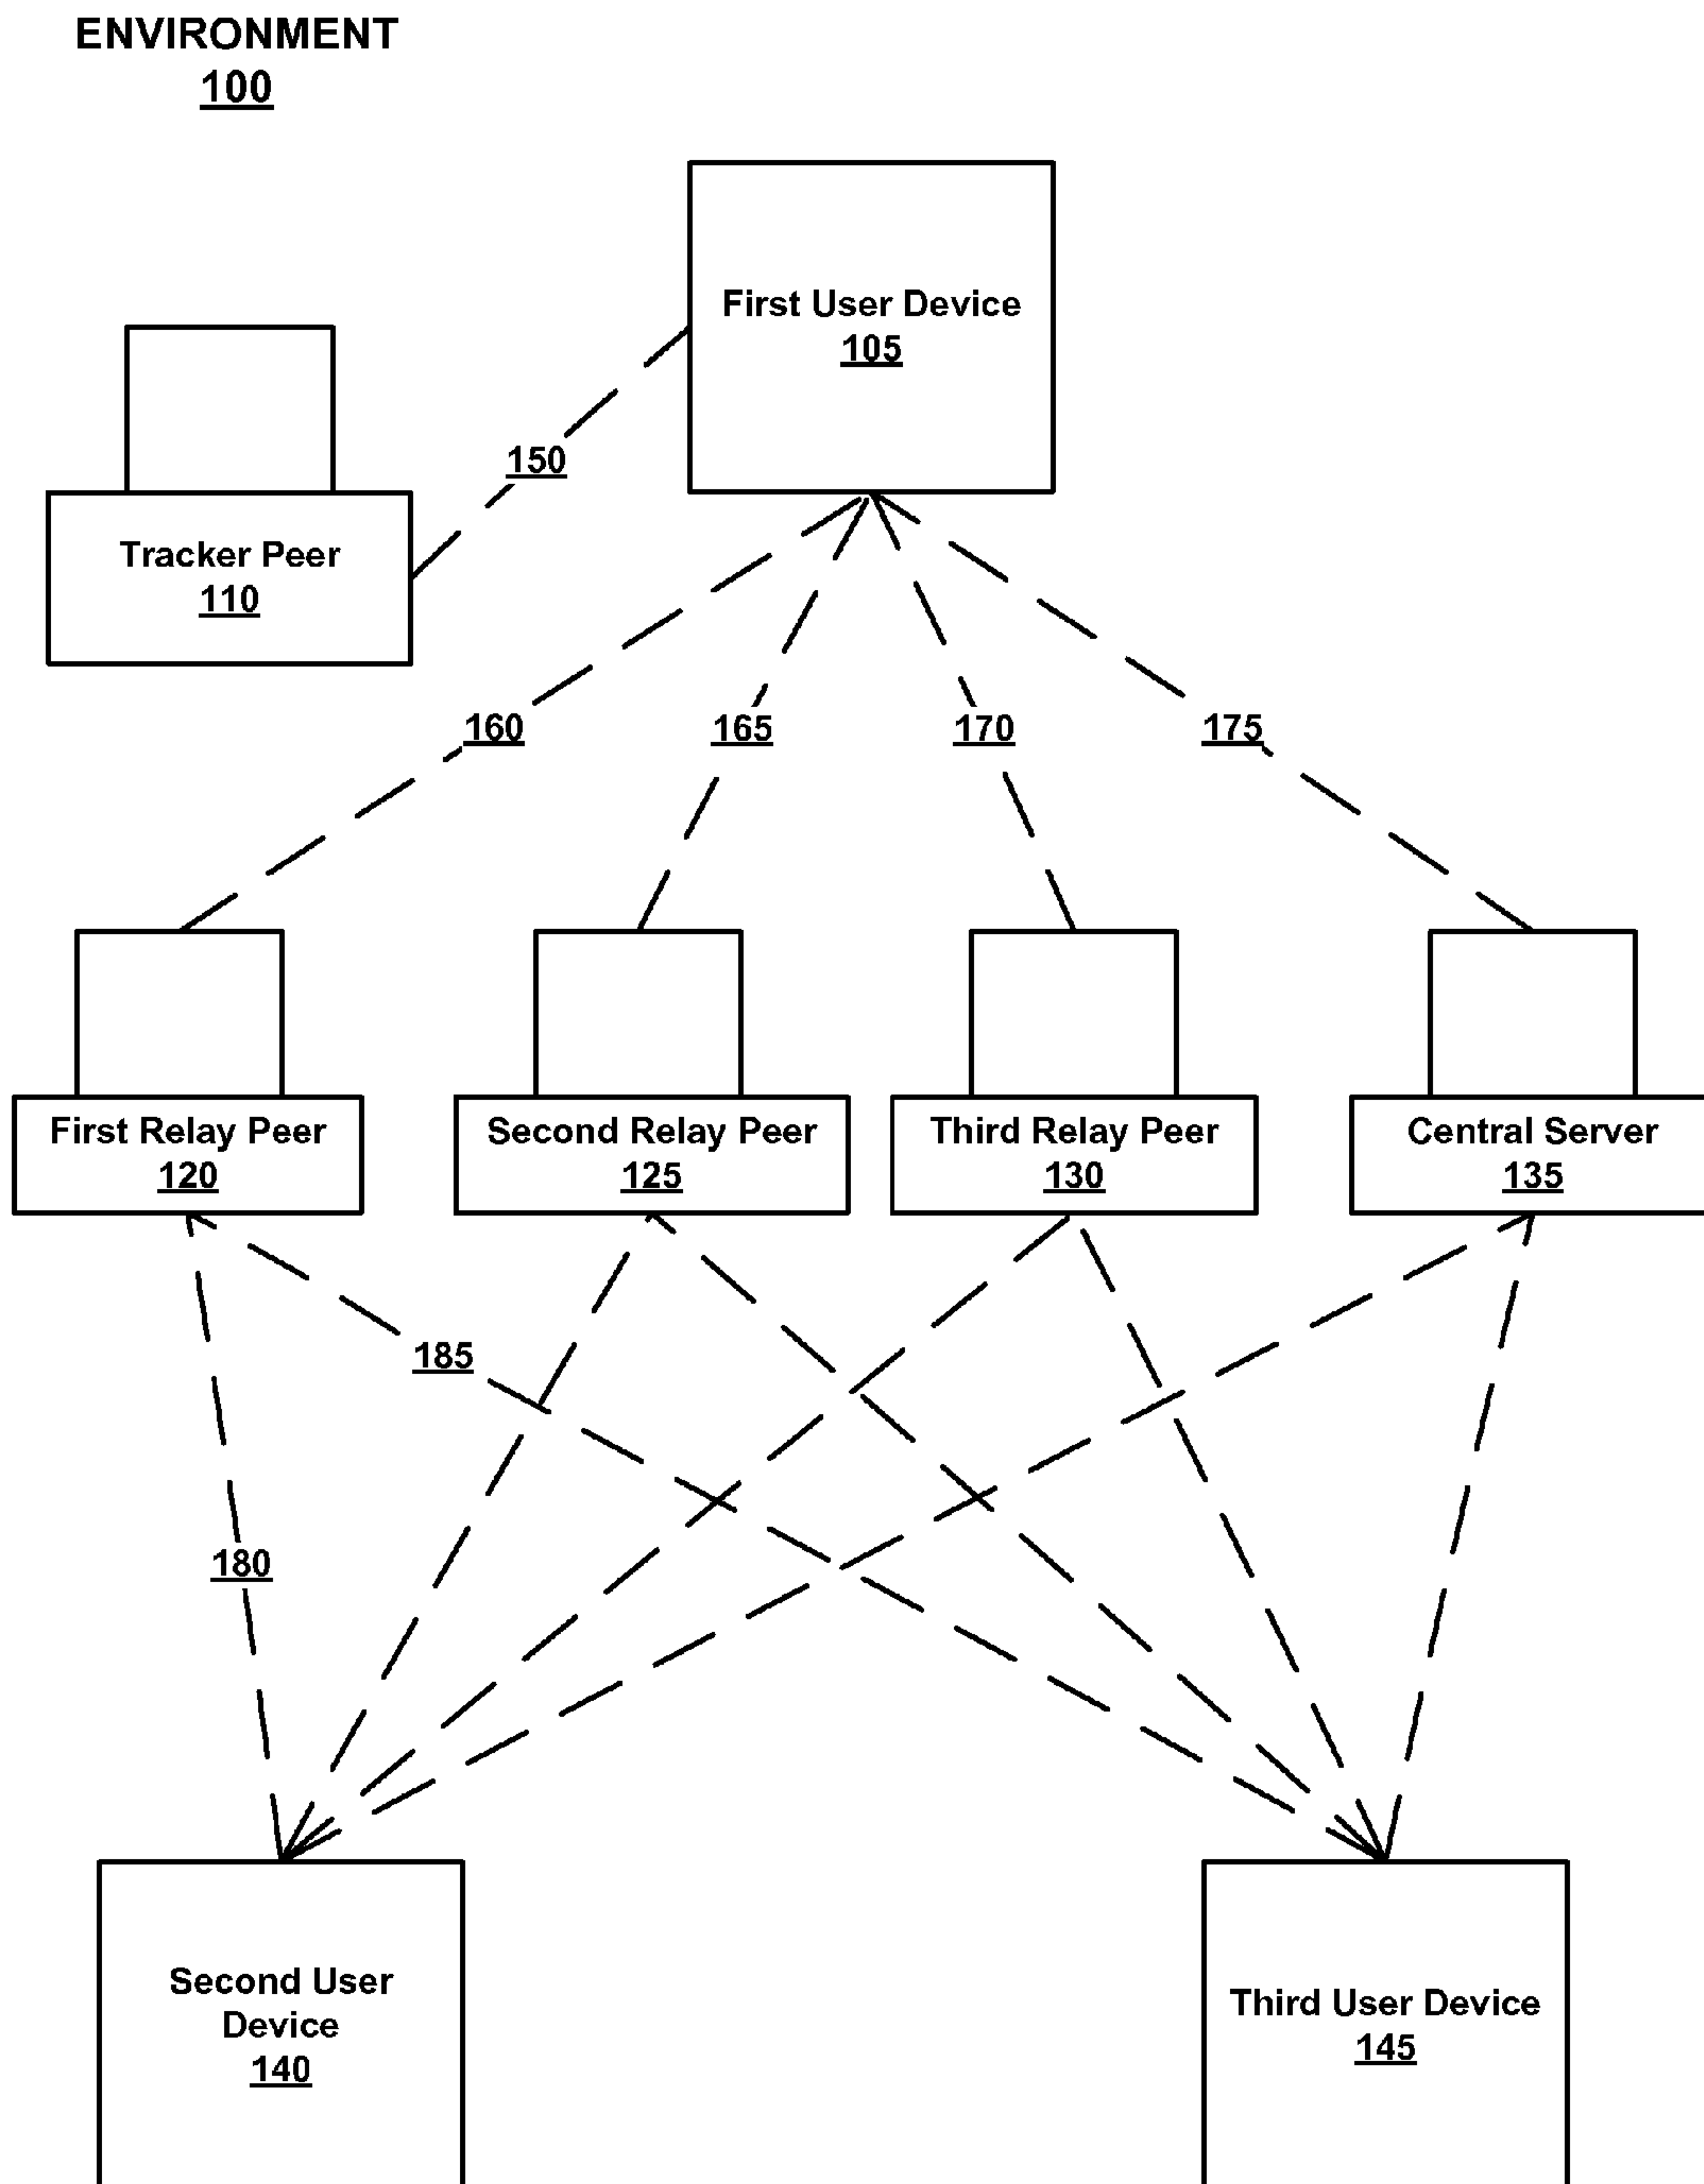 ENVIRONMENT
100
First User Device
105
150
Tracker Peer
110
160
165
170
175
First Relay Peer
120
Second Relay Peer
125
Third Relay Peer
130
Central Server
135
185
180
Second User
Device
140
Third User Device
145